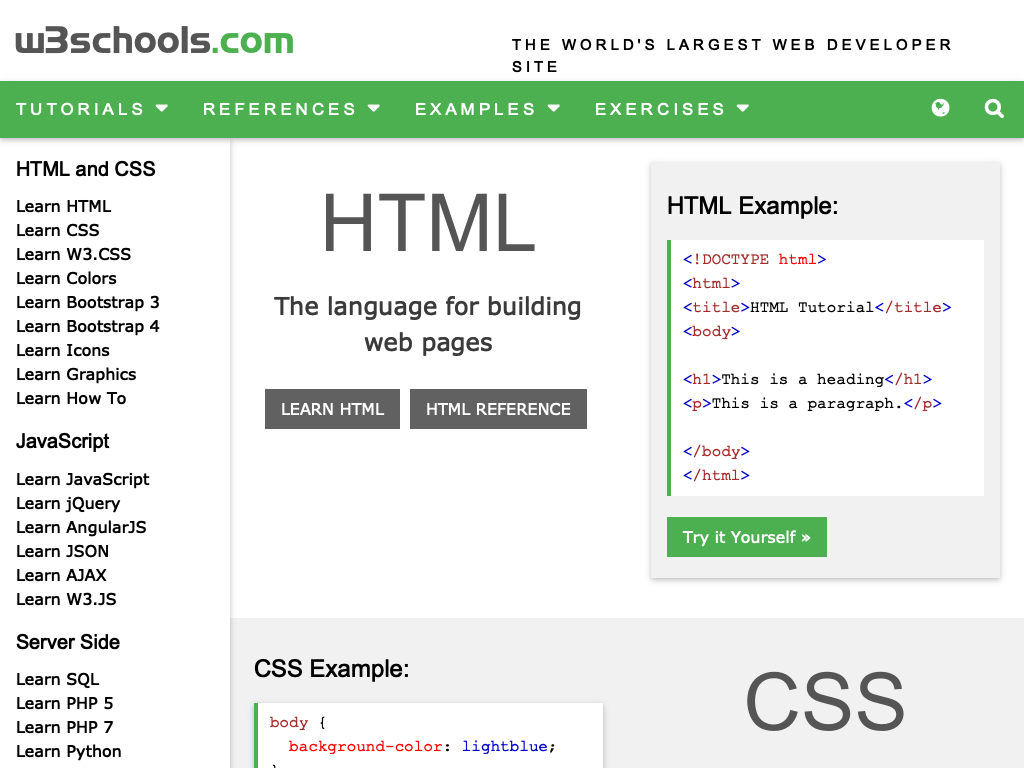 w3schools.com
THE WORLD'S LARGEST WEB DEVELOPER
SITE
TUTORIALS REFERENCES EXAMPLES EXERCISES
HTML and CSS
Learn HTML
Learn CSS
Learn W3.CSS
Learn Colors
Learn Bootstrap 3
Learn Bootstrap 4
Learn Icons
Learn Graphics
Learn How To
JavaScript
Learn JavaScript
Learn jQuery
Learn AngularJS
Learn JSON
Learn AJAX
Learn W3.JS
Server Side
Learn SQL
Learn PHP 5
Learn PHP 7
Learn Python
HTML
The language for building
web pages
LEARN HTML HTML REFERENCE
HTML Example:
<!DOCTYPE html>
<html>
<title>HTML Tutorial</title>
<body>
<h1>This is a heading</h1>
<p>This is a paragraph.</p>
</body>
</html>
Try it Yourself »
CSS Example:
body {
background-color: lightblue;
CSS